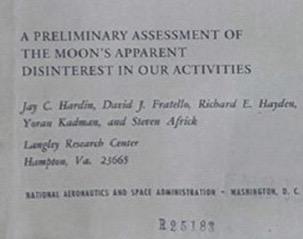 A PRELIMINARY ASSESSMENT OF
THE MOON'S APPARENT
DISINTEREST IN OUR ACTIVITIES
Jay C. Hardin, David J. Fratello, Richard E. Hayden,
Yoran Kadman, and Steven Africk
Langley Research Center
Hampton, Va. 23665
NATIONAL AERONAUTICS AND SPACE ADMINISTRATION - WASHINGTON, D. C.
R25183